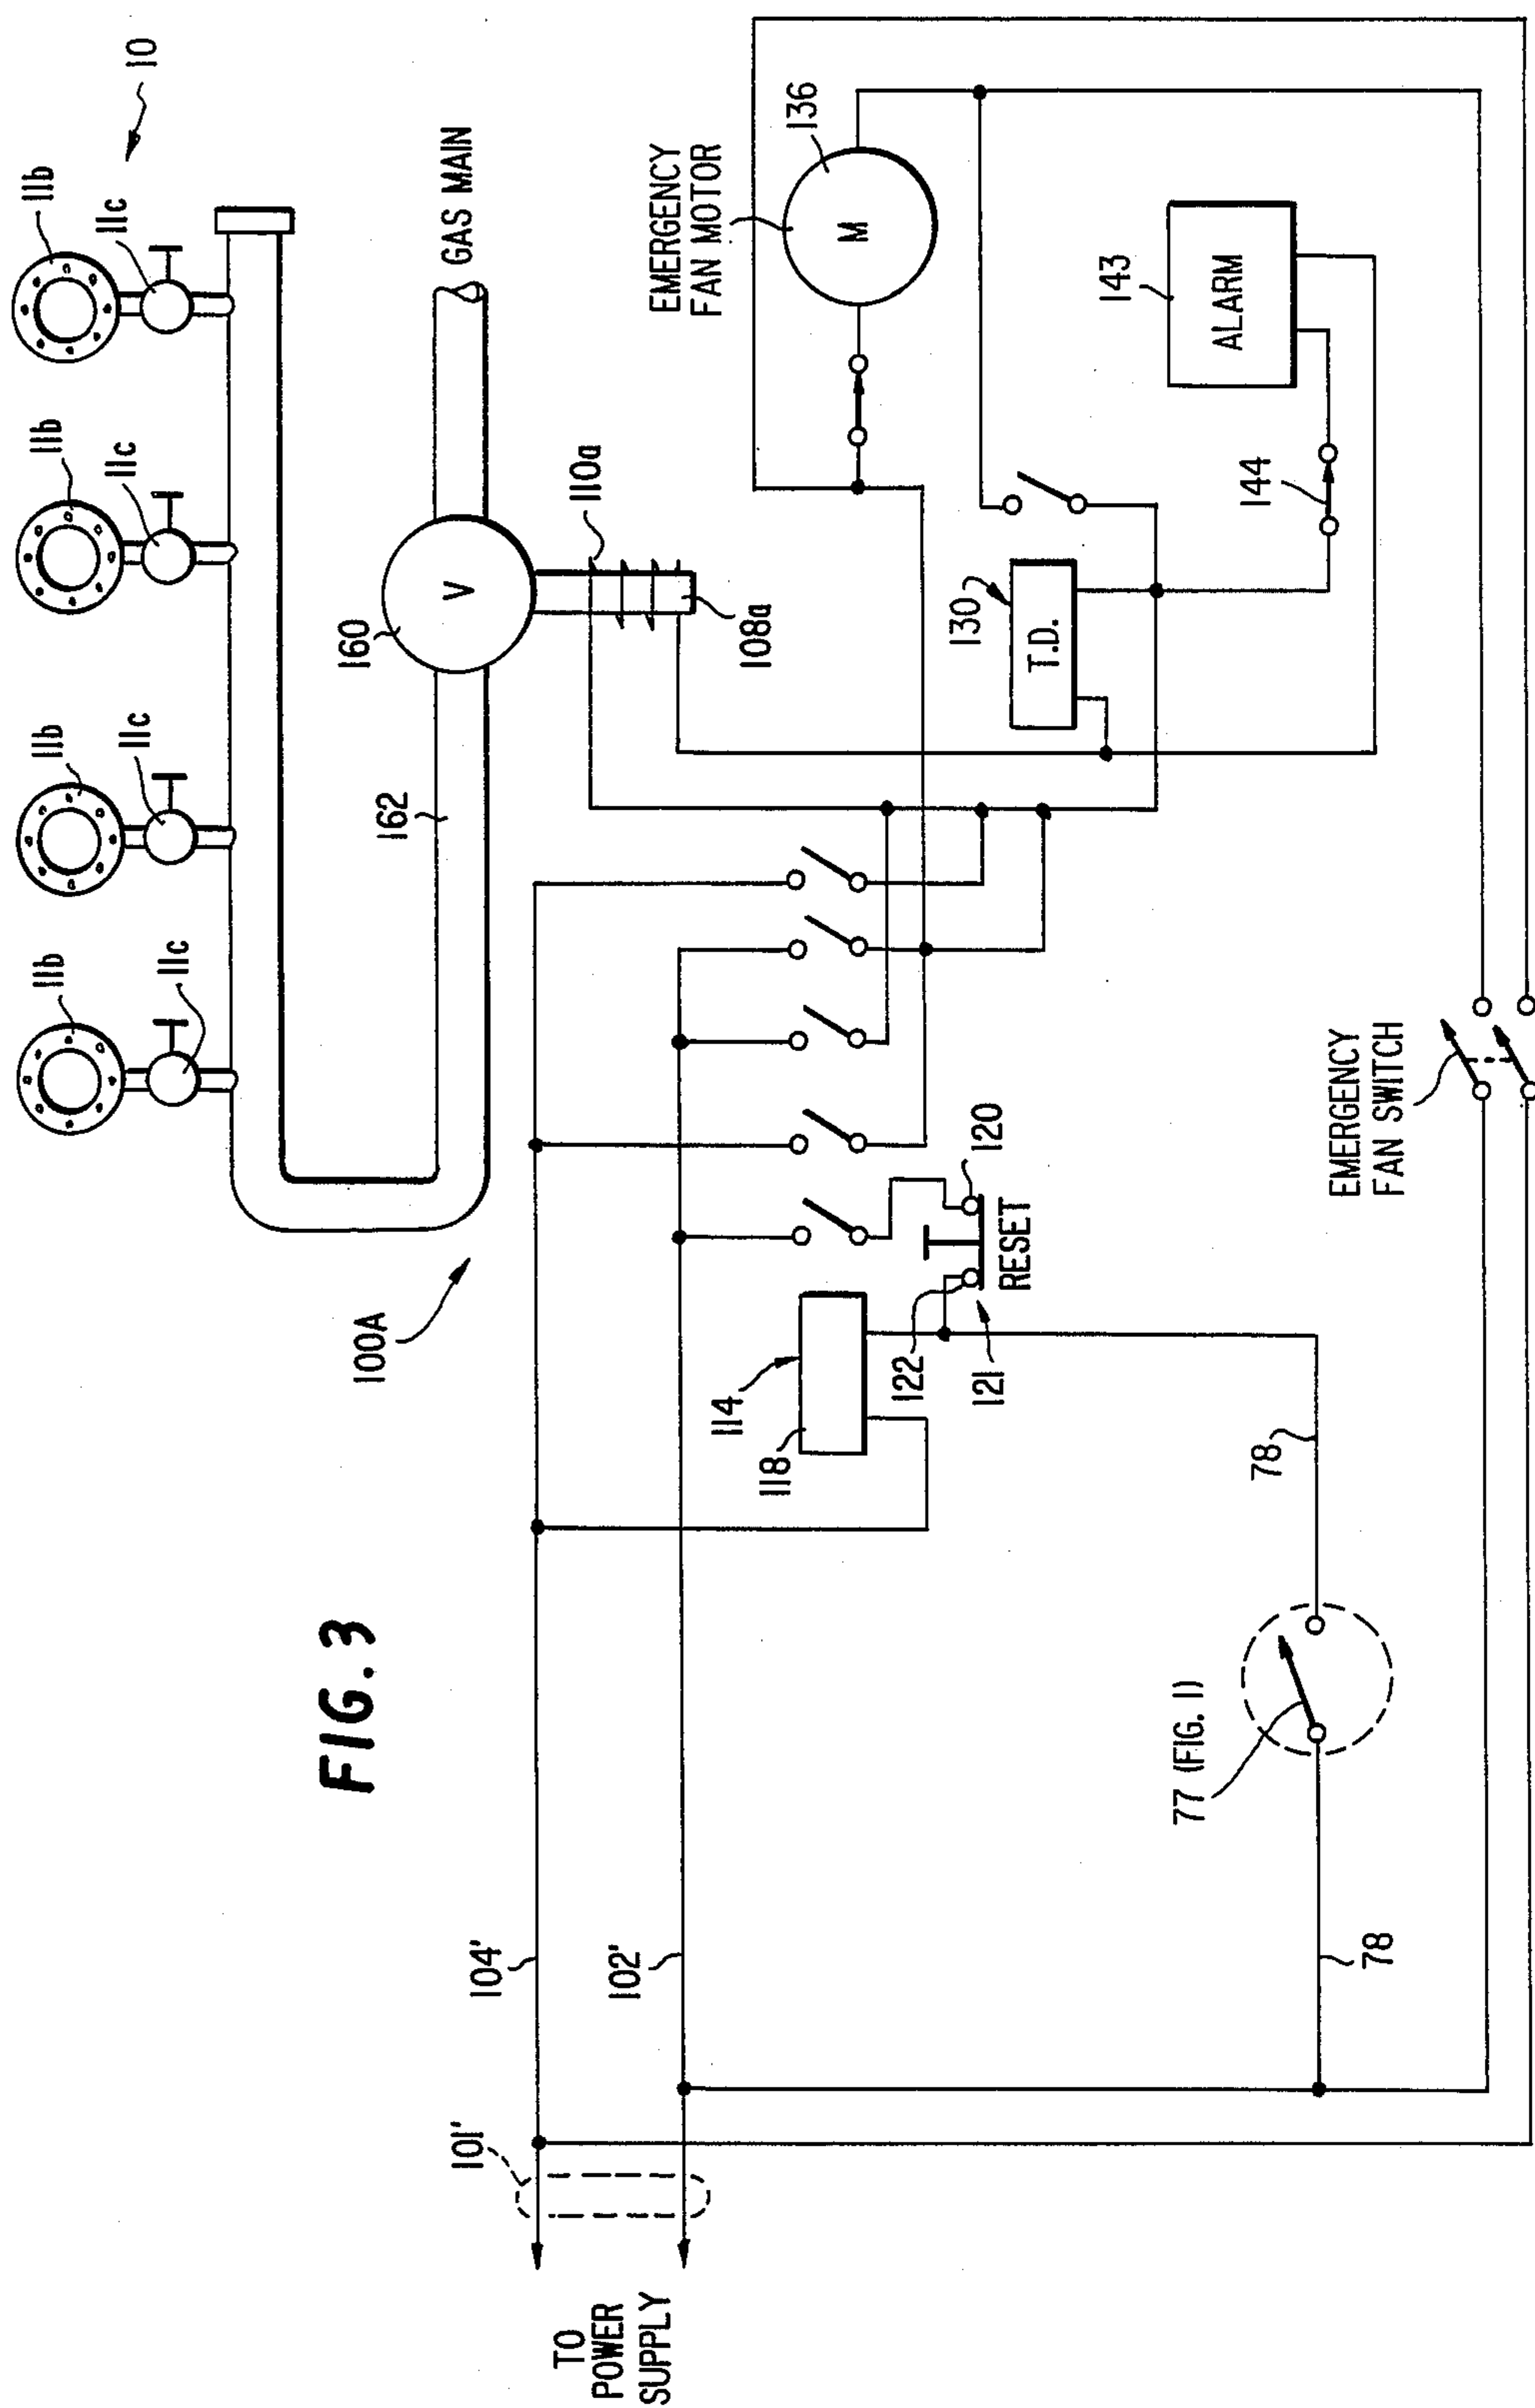 FIG. 3
10
11b
11c
11b
11c
11b
11c
11b
11c
GAS MAIN
160
V
162
110a
108a
100A
EMERGENCY
FAN MOTOR
136
M
130
T.D.
143
ALARM
144
114
118
120
122
121
RESET
78
77 (FIG. 1)
78
EMERGENCY
FAN SWITCH
104'
102'
101'
TO
POWER
SUPPLY